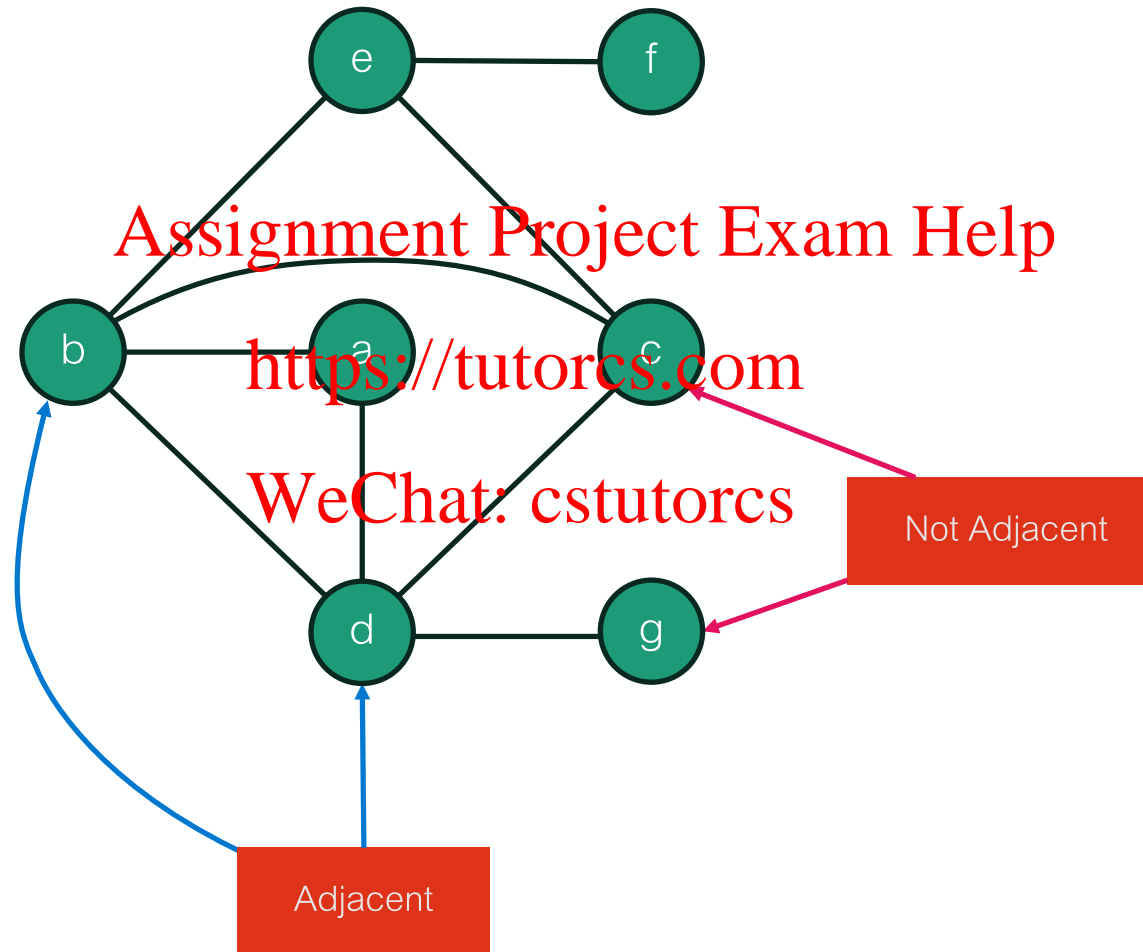 e
f
Assignment Project Exam Help
b
a
c
https://tutorcs.com
WeChat: cstutorcs
Not Adjacent
d
g
Adjacent